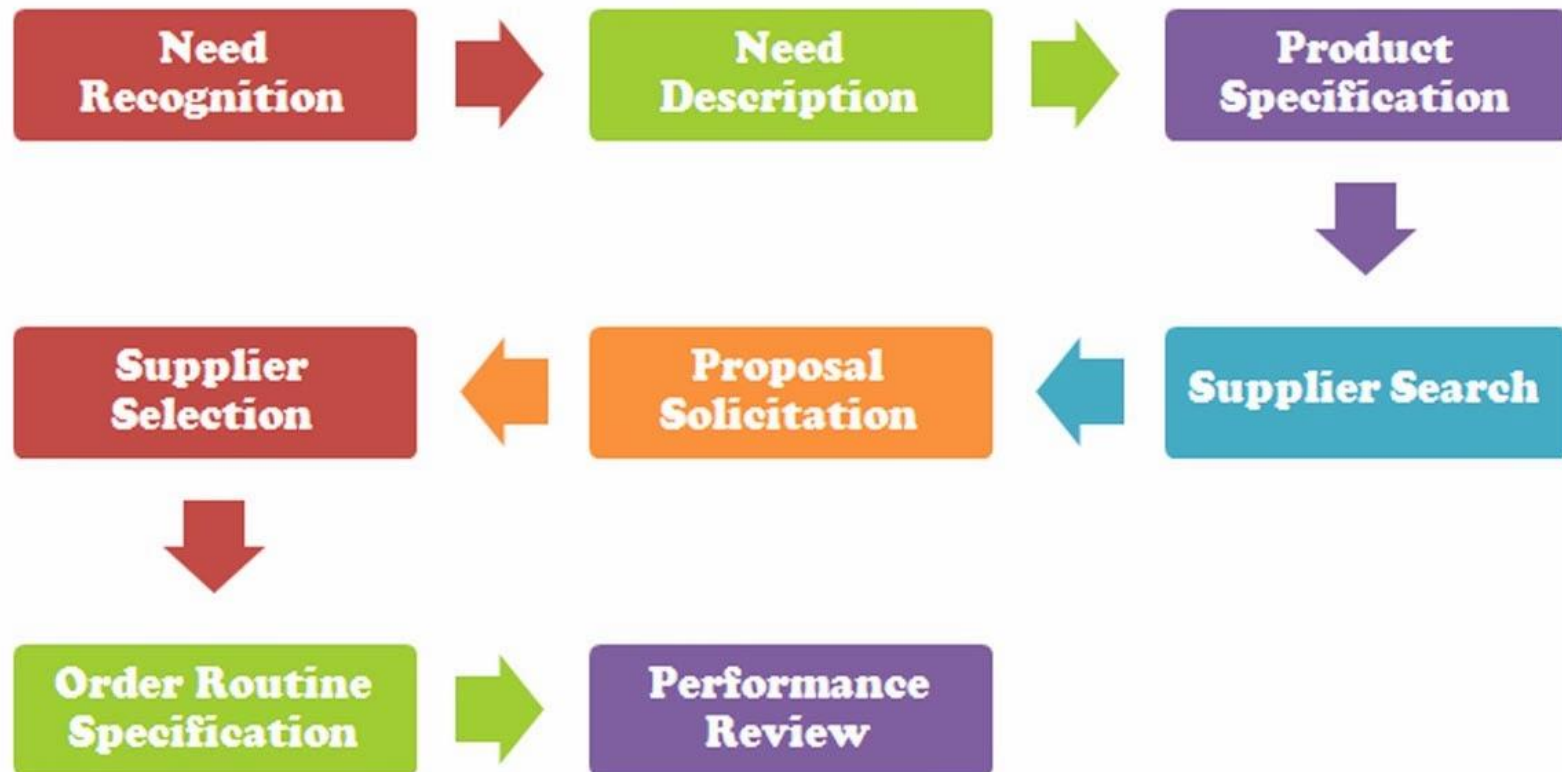 Need
Recognition
Need
Description
Product
Specification
Supplier Search
Proposal
Solicitation
Supplier
Selection
Order Routine
Specification
Performance
Review